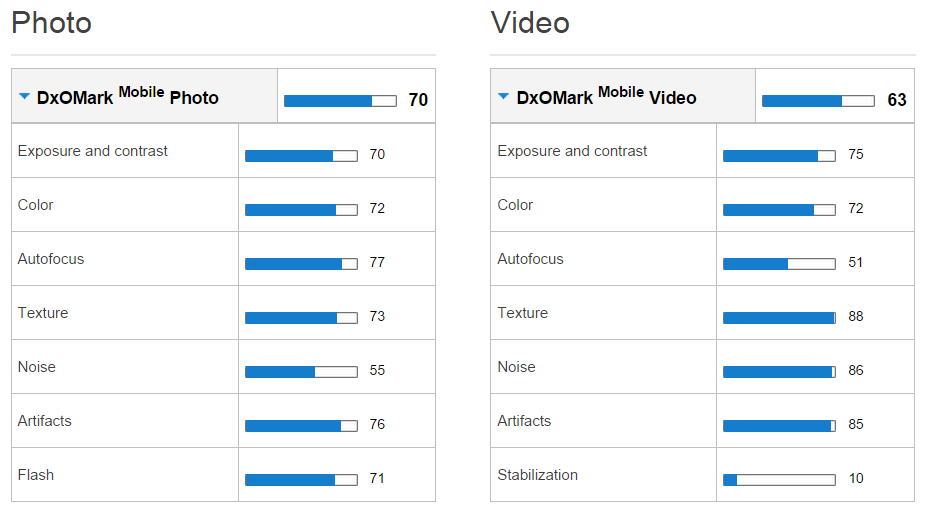 Photo
DxOMark Mobile Photo 70
Exposure and contrast 70
Color 72
Autofocus 77
Texture 73
Noise 55
Artifacts 76
Flash 71
Video
DxOMark Mobile Video 63
Exposure and contrast 75
Color 72
Autofocus 51
Texture 88
Noise 86
Artifacts 85
Stabilization 10